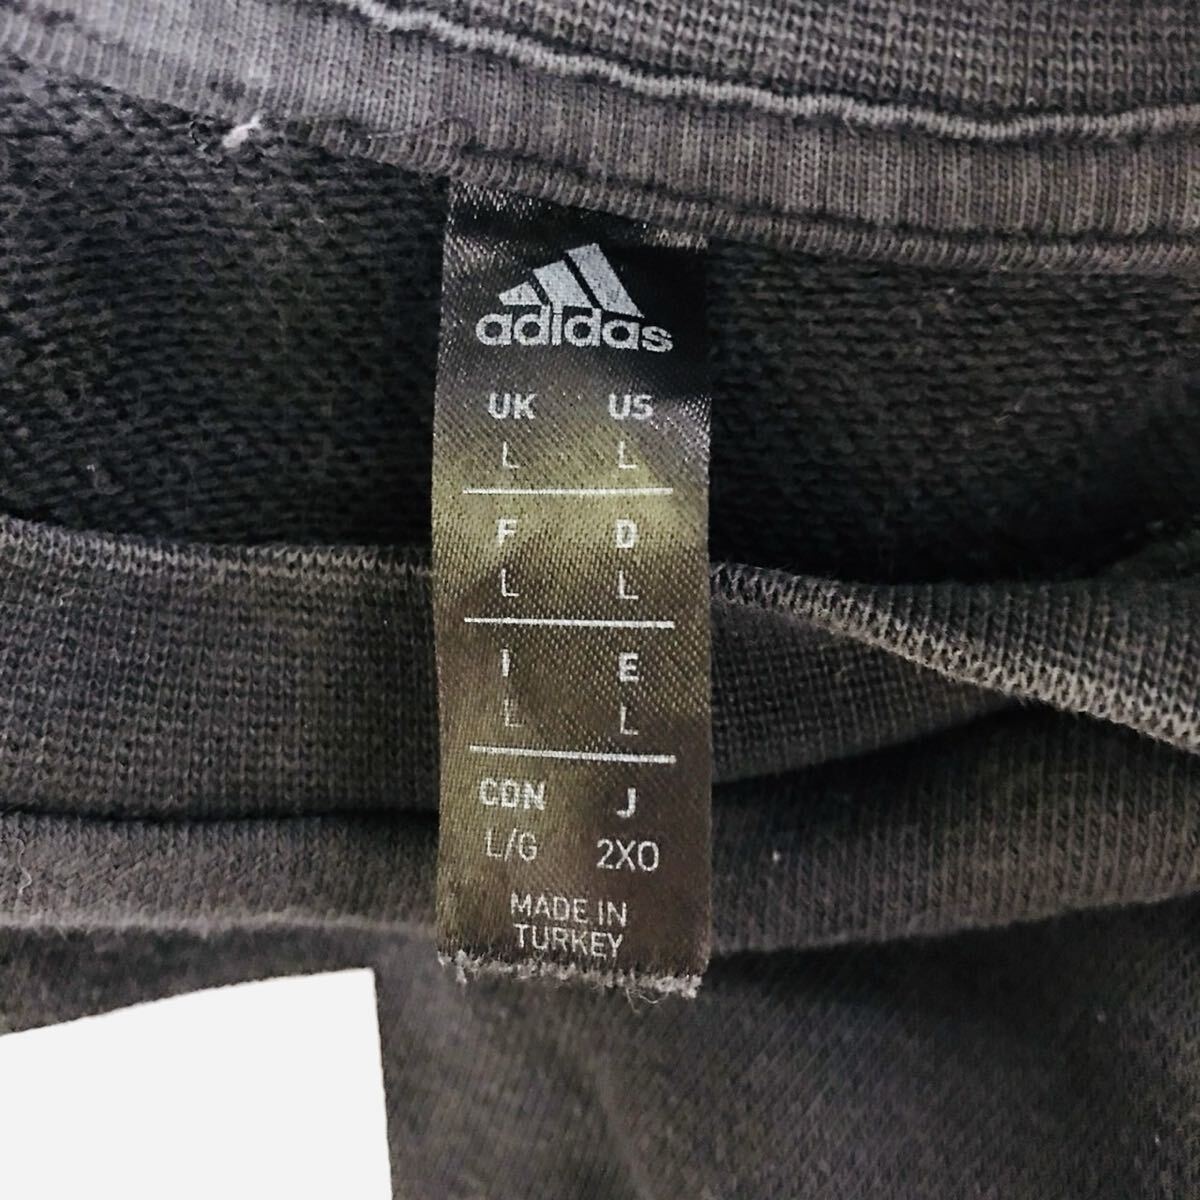 adidas
UK US
L L
F D
L L
I E
L L
CDN J
L/G 2XO
MADE IN
TURKEY